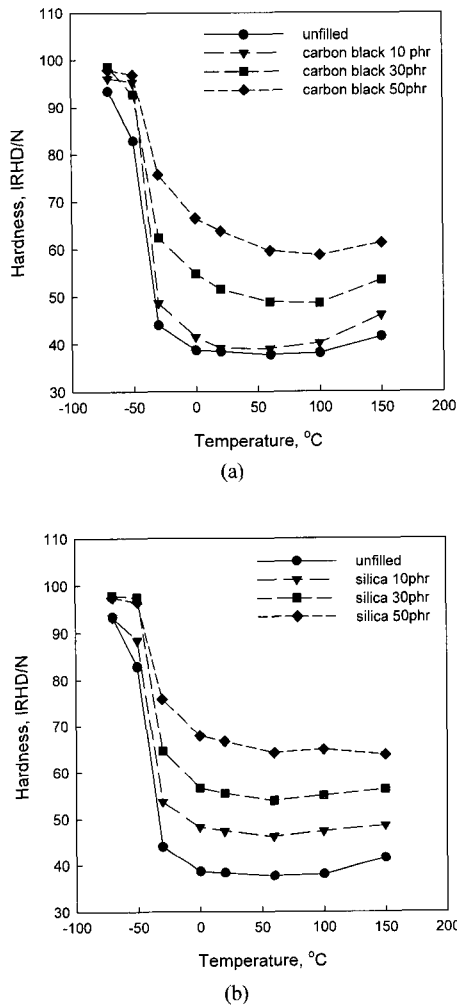 unfilled
carbon black 10 phr
carbon black 30phr
carbon black 50phr
110
100
90
80
70
60
50
40
30
Hardness, IRHD/N
-100
-50
0
50
100
150
200
Temperature, °C
(a)
unfilled
silica 10phr
silica 30phr
silica 50phr
110
100
90
80
70
60
50
40
30
Hardness, IRHD/N
-100
-50
0
50
100
150
200
Temperature, °C
(b)